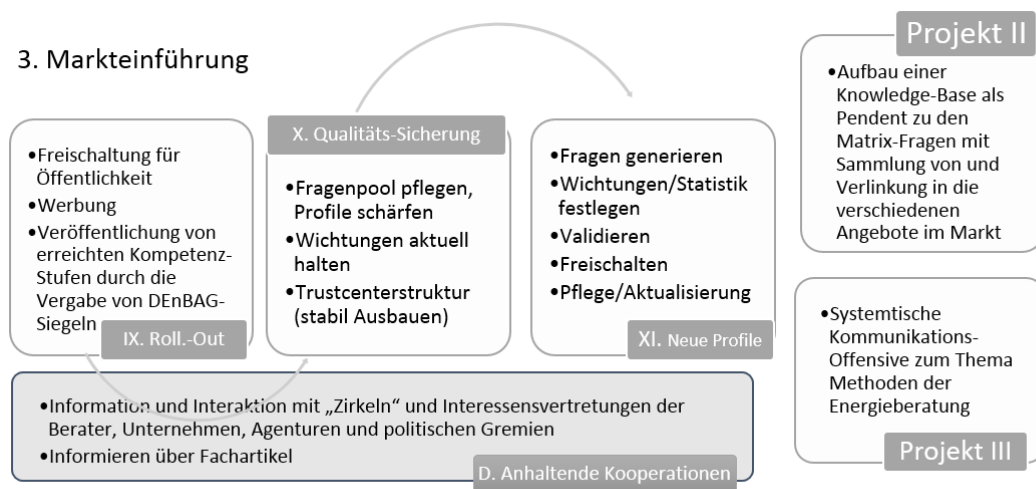 3. Markteinführung
•Freischaltung für
Öffentlichkeit
•Werbung
•Veröffentlichung von
erreichten Kompetenz-
Stufen durch die
Vergabe von DEnBAG-
Siegeln
IX. Roll.-Out
X. Qualitäts-Sicherung
•Fragenpool pflegen,
Profile schärfen
•Wichtungen aktuell
halten
•Trustcenterstruktur
(stabil Ausbauen)
•Fragen generieren
•Wichtungen/Statistik
festlegen
•Validieren
•Freischalten
•Pflege/Aktualisierung
XI. Neue Profile
•Information und Interaktion mit „Zirkeln“ und Interessensvertretungen der
Berater, Unternehmen, Agenturen und politischen Gremien
•Informieren über Fachartikel
D. Anhaltende Kooperationen
Projekt II
•Aufbau einer
Knowledge-Base als
Pendent zu den
Matrix-Fragen mit
Sammlung von und
Verlinkung in die
verschiedenen
Angebote im Markt
•Systemtische
Kommunikations-
Offensive zum Thema
Methoden der
Energieberatung
Projekt III